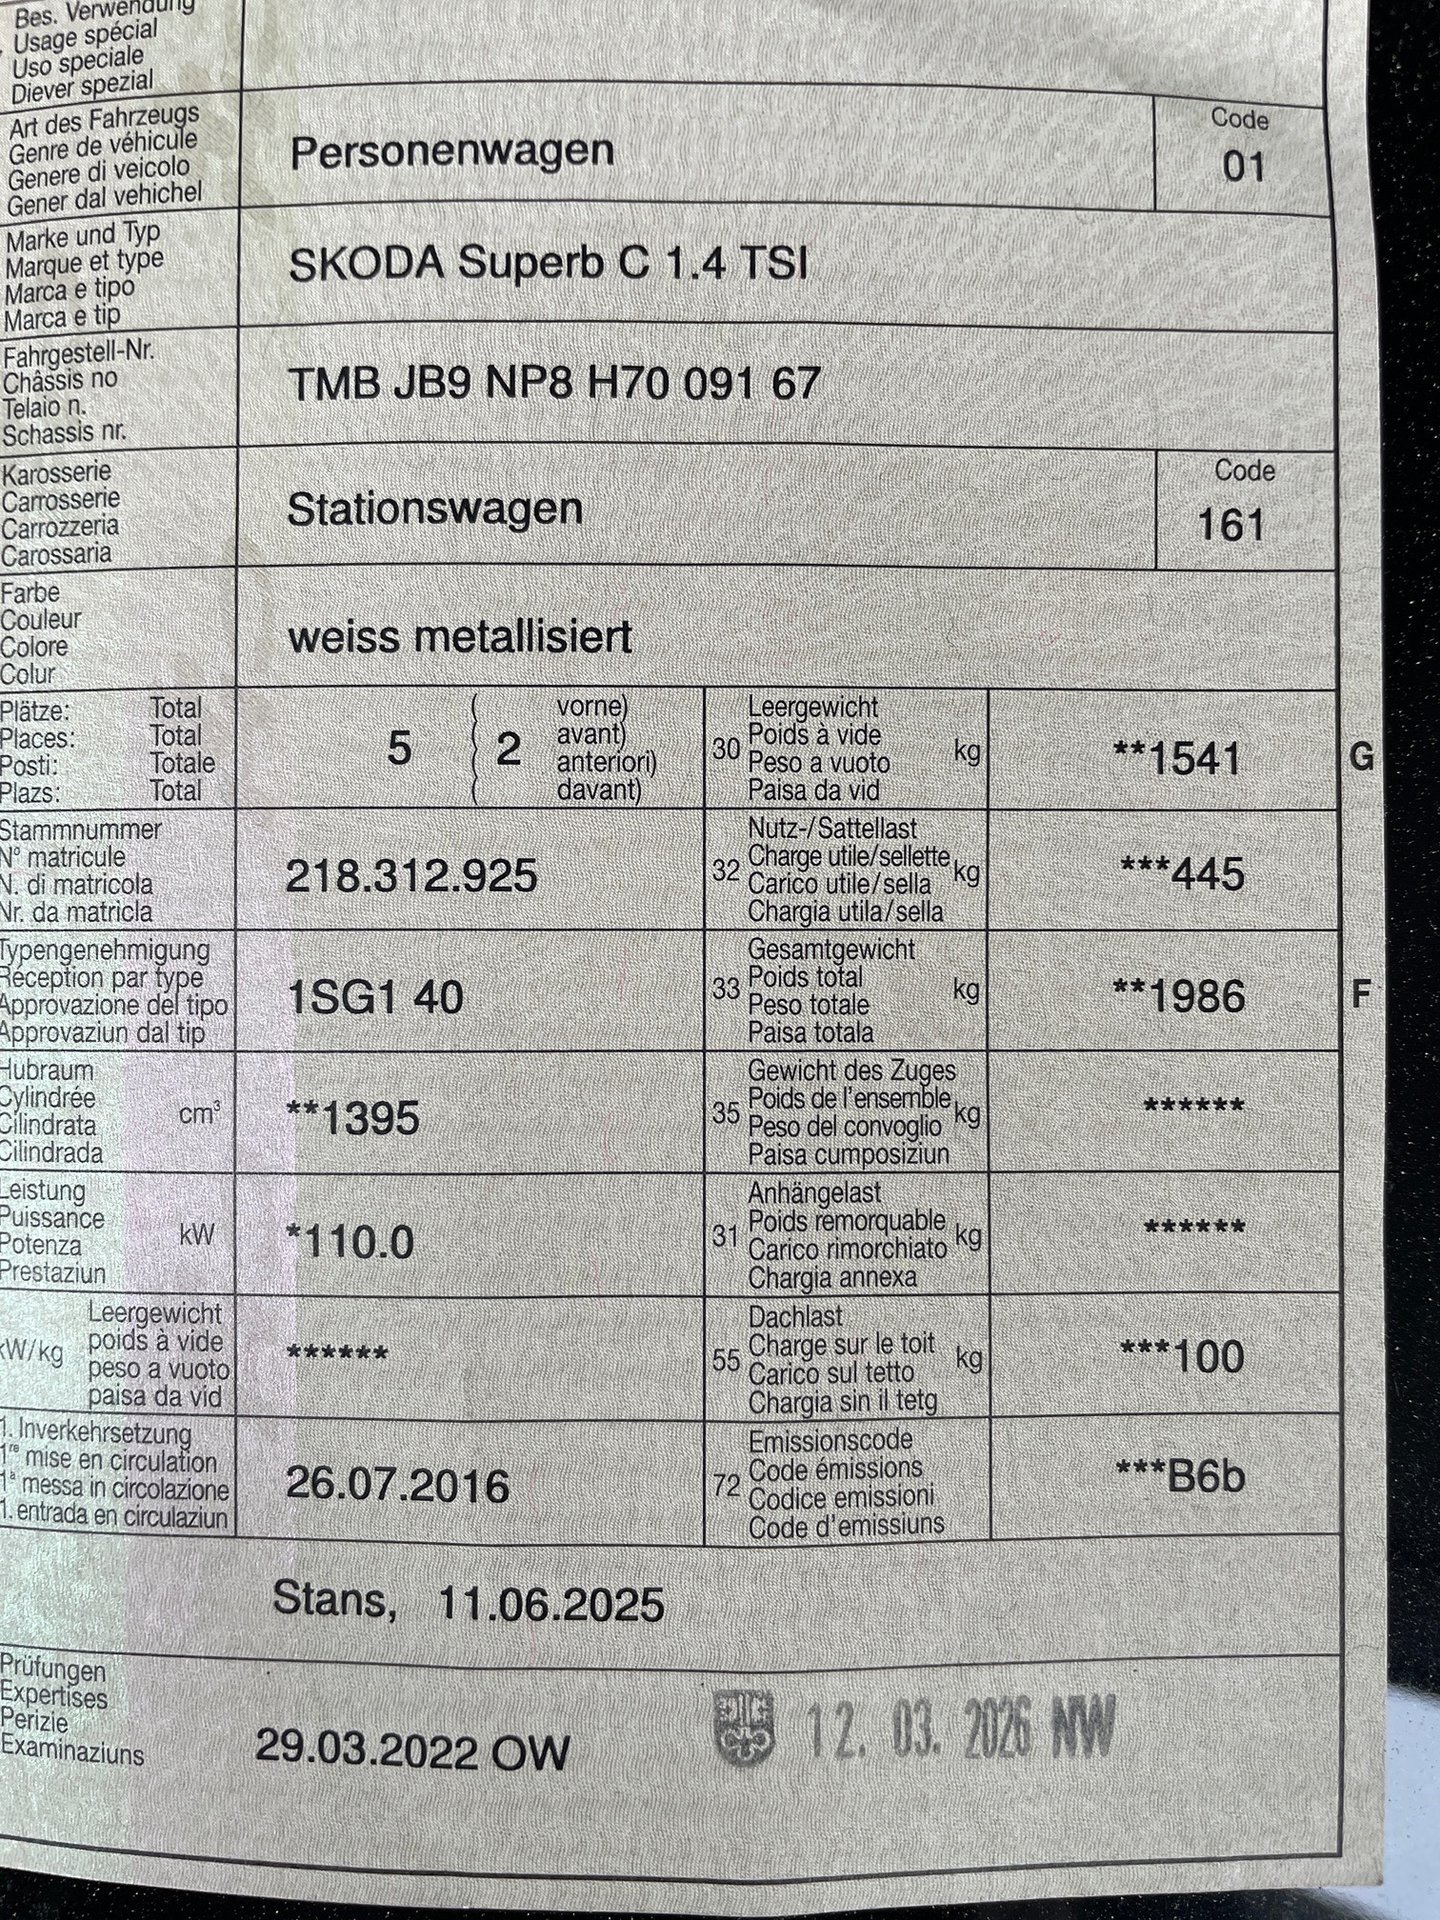 Bes. Verwendung
Usage spécial
Uso speciale
Diever spezial
Art des Fahrzeugs
Genre de véhicule
Genere di veicolo
Gener dal vehichel
Personenwagen
Code
01
Marke und Typ
Marque et type
Marca e tipo
Marca e tip
SKODA Superb C 1.4 TSI
Fahrgestell-Nr.
Châssis no
Telaio n.
Schassis nr.
TMB JB9 NP8 H70 091 67
Karosserie
Carrosserie
Carrozzeria
Carossaria
Stationswagen
Code
161
Farbe
Couleur
Colore
Colur
weiss metallisiert
Plätze: Total
Places: Total
Posti: Totale
Plazs: Total
5 ( 2 vorne)
avant)
anteriori)
davant)
30 Leergewicht
Poids à vide
Peso a vuoto
Paisa da vid
kg
**1541
G
Stammnummer
N° matricule
N. di matricola
Nr. da matricla
218.312.925
32 Nutz-/Sattellast
Charge utile/sellette
Carico utile/sella
Chargia utila/sella
kg
***445
Typengenehmigung
Réception par type
Approvazione del tipo
Approvaziun dal tip
1SG1 40
33 Gesamtgewicht
Poids total
Peso totale
Paisa totala
kg
**1986
F
Hubraum
Cylindrée
Cilindrata
Cilindrada
cm³
**1395
35 Gewicht des Zuges
Poids de l'ensemble
Peso del convoglio
Paisa cumposiziun
kg
******
Leistung
Puissance
Potenza
Prestaziun
kW
*110.0
31 Anhängelast
Poids remorquable
Carico rimorchiato
Chargia annexa
kg
******
kW/kg
Leergewicht
poids à vide
peso a vuoto
paisa da vid
******
55 Dachlast
Charge sur le toit
Carico sul tetto
Chargia sin il tetg
kg
***100
1. Inverkehrsetzung
1re mise en circulation
1a messa in circolazione
1. entrada en circulaziun
26.07.2016
72 Emissionscode
Code émissions
Codice emissioni
Code d'emissiuns
***B6b
Stans, 11.06.2025
Prüfungen
Expertises
Perizie
Examinaziuns
29.03.2022 OW
12. 03. 2026 NW